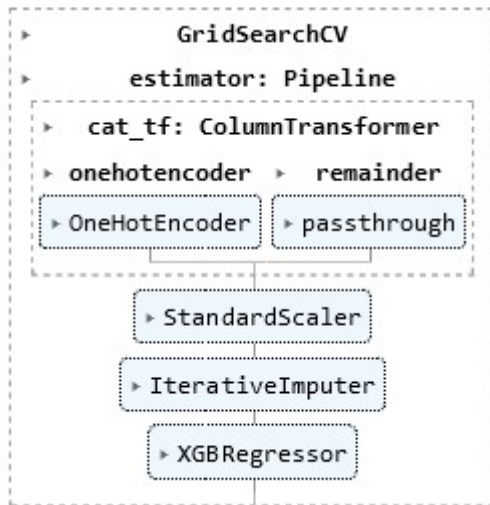 GridSearchCV
estimator: Pipeline
cat_tf: ColumnTransformer
onehotencoder remainder
OneHotEncoder passthrough
StandardScaler
IterativeImputer
XGBRegressor